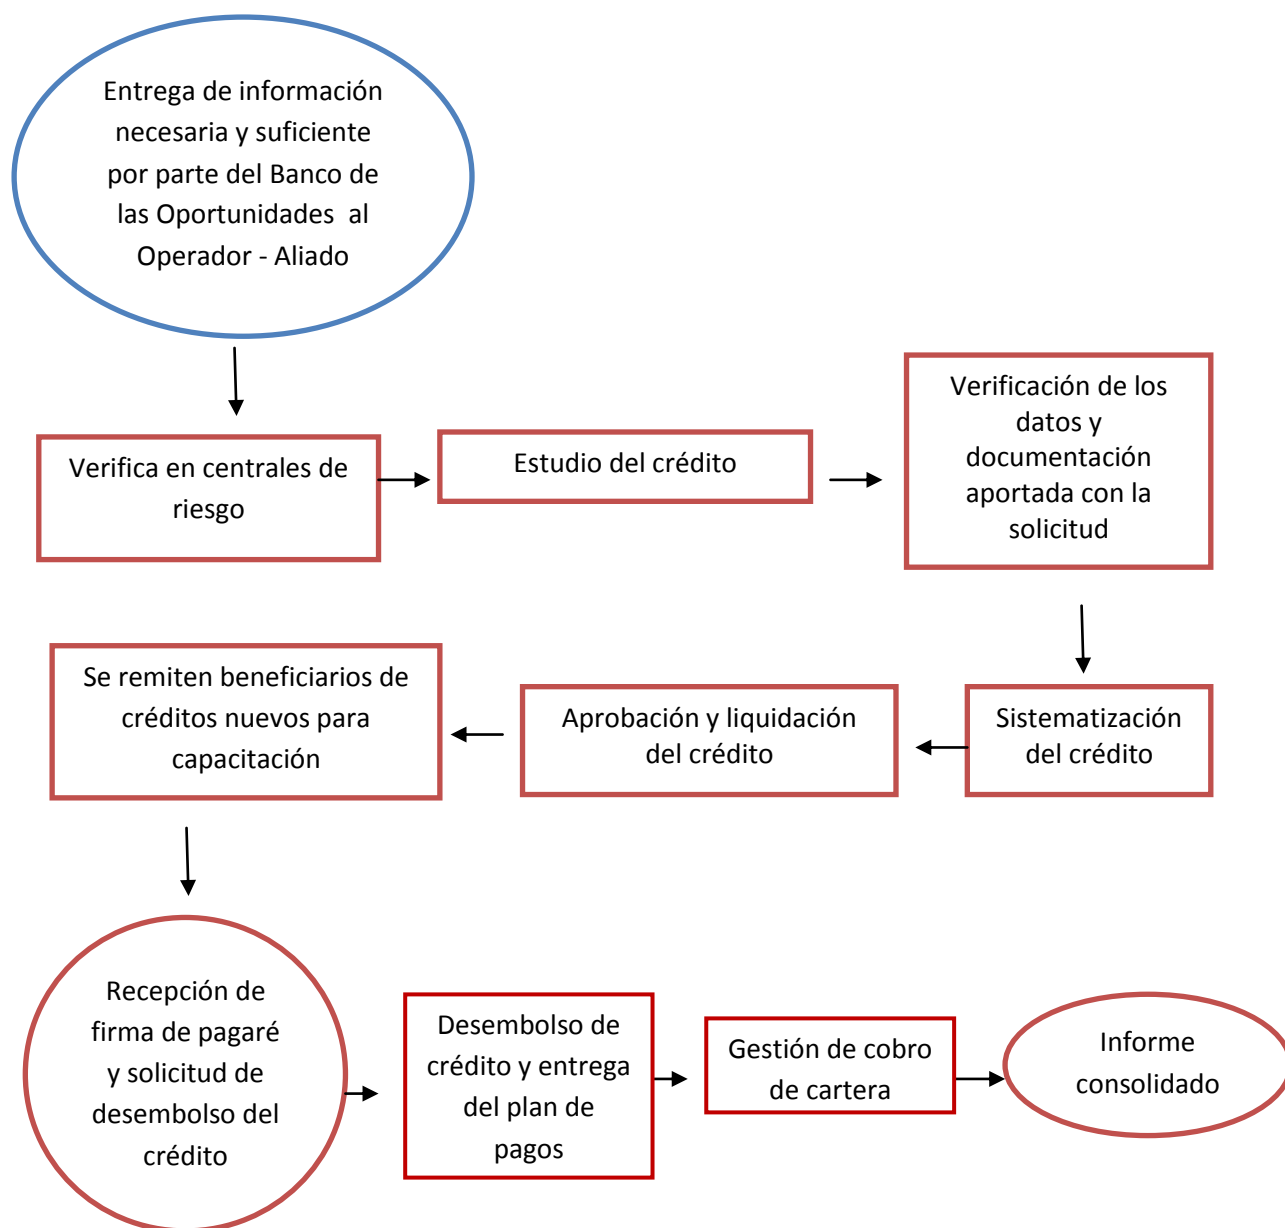 Entrega de información
necesaria y suficiente
por parte del Banco de
las Oportunidades al
Operador - Aliado
Verifica en centrales de
riesgo
Estudio del crédito
Verificación de los
datos y
documentación
aportada con la
solicitud
Se remiten beneficiarios de
créditos nuevos para
capacitación
Aprobación y liquidación
del crédito
Sistematización
del crédito
Recepción de
firma de pagaré
y solicitud de
desembolso del
crédito
Desembolso de
crédito y entrega
del plan de
pagos
Gestión de cobro
de cartera
Informe
consolidado